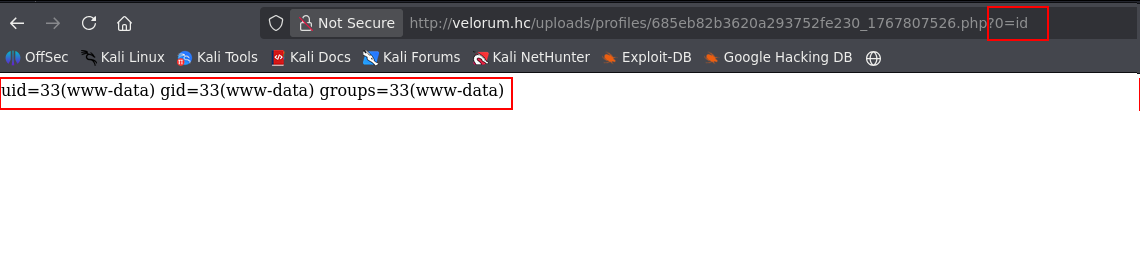 Not Secure http://velorum.hc/uploads/profiles/685eb82b3620a293752fe230_1767807526.php?0=id
OffSec Kali Linux Kali Tools Kali Docs Kali Forums Kali NetHunter Exploit-DB Google Hacking DB
uid=33(www-data) gid=33(www-data) groups=33(www-data)